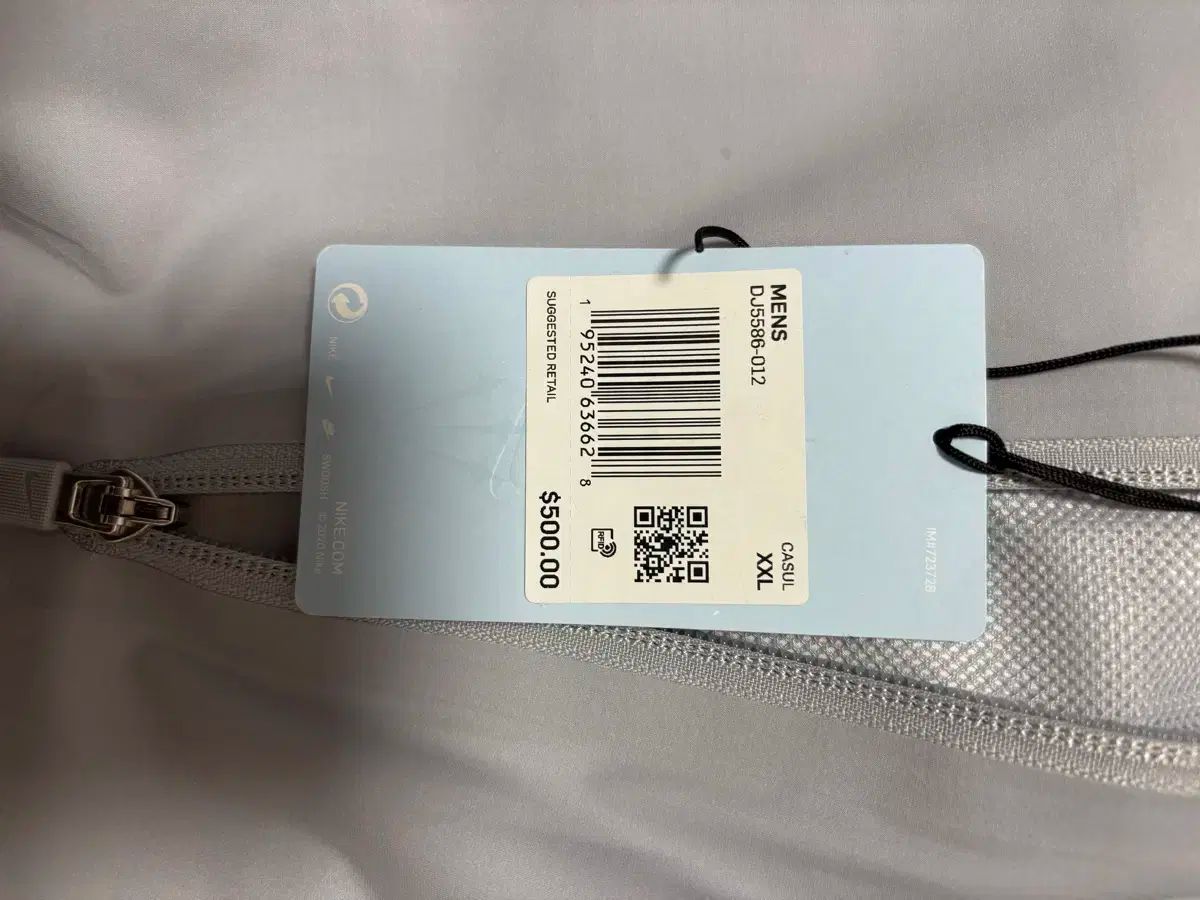 MENS
DJ5586-012
1 95240 63662 8
SUGGESTED RETAIL
$500.00
RFID
CASUL
XXL
NIKE
SWOOSH
NIKE.COM
IM#723728